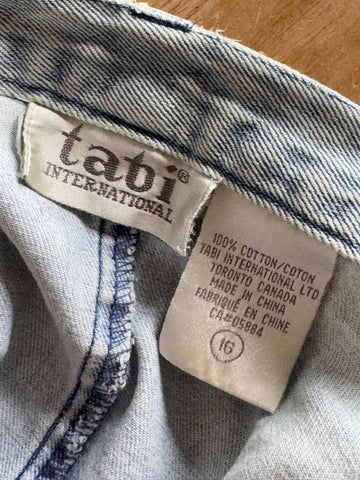 tabi®
INTERNATIONAL
100% COTTON/COTON
TABI INTERNATIONAL LTD
TORONTO CANADA
MADE IN CHINA
FABRIQUÉ EN CHINE
CA#05884
16